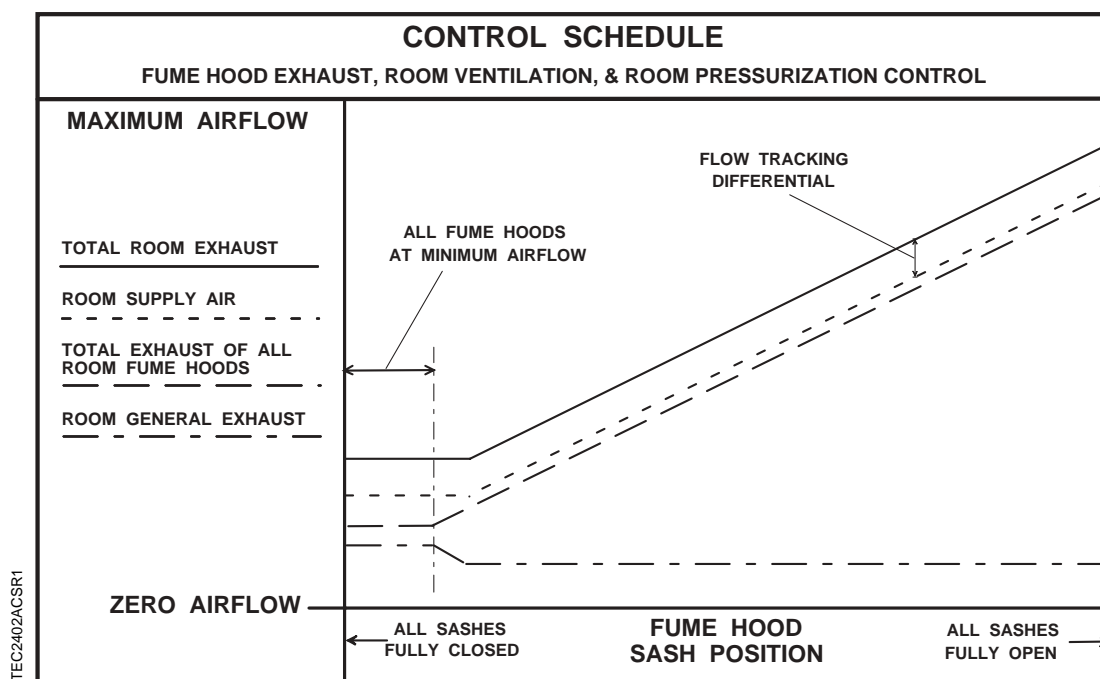 CONTROL SCHEDULE
FUME HOOD EXHAUST, ROOM VENTILATION, & ROOM PRESSURIZATION CONTROL
MAXIMUM AIRFLOW
FLOW TRACKING
DIFFERENTIAL
ALL FUME HOODS
AT MINIMUM AIRFLOW
TOTAL ROOM EXHAUST
ROOM SUPPLY AIR
TOTAL EXHAUST OF ALL
ROOM FUME HOODS
ROOM GENERAL EXHAUST
ZERO AIRFLOW
ALL SASHES
FULLY CLOSED
FUME HOOD
SASH POSITION
ALL SASHES
FULLY OPEN
TEC2402ACSR1